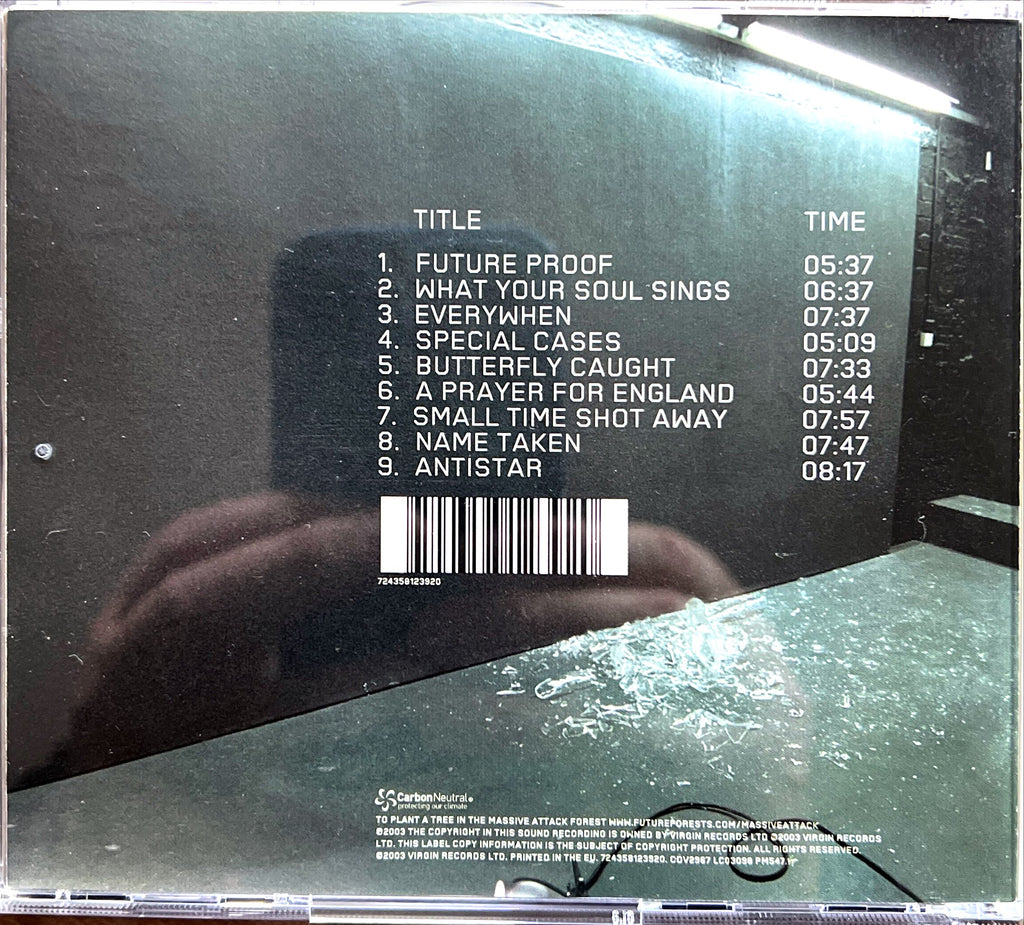 TITLE TIME
1. FUTURE PROOF 05:37
2. WHAT YOUR SOUL SINGS 06:37
3. EVERYWHEN 07:37
4. SPECIAL CASES 05:09
5. BUTTERFLY CAUGHT 07:33
6. A PRAYER FOR ENGLAND 05:44
7. SMALL TIME SHOT AWAY 07:57
8. NAME TAKEN 07:47
9. ANTISTAR 08:17
724358123920
CarbonNeutral.
protecting our climate
TO PLANT A TREE IN THE MASSIVE ATTACK FOREST WWW.FUTUREFORESTS.COM/MASSIVEATTACK
℗2003 THE COPYRIGHT IN THIS SOUND RECORDING IS OWNED BY VIRGIN RECORDS LTD ©2003 VIRGIN RECORDS
LTD. THIS LABEL COPY INFORMATION IS THE SUBJECT OF COPYRIGHT PROTECTION. ALL RIGHTS RESERVED.
©2003 VIRGIN RECORDS LTD. PRINTED IN THE EU. 724358123920. CDV2967 LC03098 PM547.